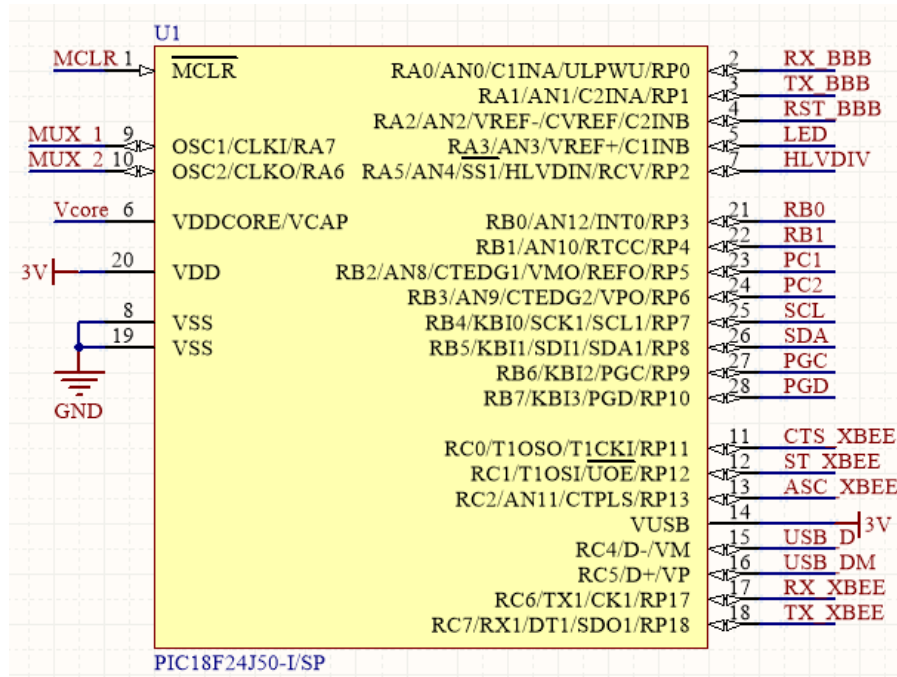 U1
MCLR 1 MCLR RA0/AN0/C1INA/ULPWU/RP0 2 RX_BBB
RA1/AN1/C2INA/RP1 3 TX_BBB
RA2/AN2/VREF-/CVREF/C2INB 4 RST_BBB
MUX_1 9 OSC1/CLKI/RA7 RA3/AN3/VREF+/C1INB 5 LED
MUX_2 10 OSC2/CLKO/RA6 RA5/AN4/SS1/HLVDIN/RCV/RP2 7 HLVDIV
Vcore 6 VDDCORE/VCAP RB0/AN12/INT0/RP3 21 RB0
RB1/AN10/RTCC/RP4 22 RB1
3V 20 VDD RB2/AN8/CTEDG1/VMO/REFO/RP5 23 PC1
RB3/AN9/CTEDG2/VPO/RP6 24 PC2
8 VSS RB4/KBI0/SCK1/SCL1/RP7 25 SCL
19 VSS RB5/KBI1/SDI1/SDA1/RP8 26 SDA
RB6/KBI2/PGC/RP9 27 PGC
GND RB7/KBI3/PGD/RP10 28 PGD
RC0/T1OSO/T1CKI/RP11 11 CTS_XBEE
RC1/T1OSI/UOE/RP12 12 ST_XBEE
RC2/AN11/CTPLS/RP13 13 ASC_XBEE
VUSB 14 3V
RC4/D-/VM 15 USB_D
RC5/D+/VP 16 USB_DM
RC6/TX1/CK1/RP17 17 RX_XBEE
RC7/RX1/DT1/SDO1/RP18 18 TX_XBEE
PIC18F24J50-I/SP